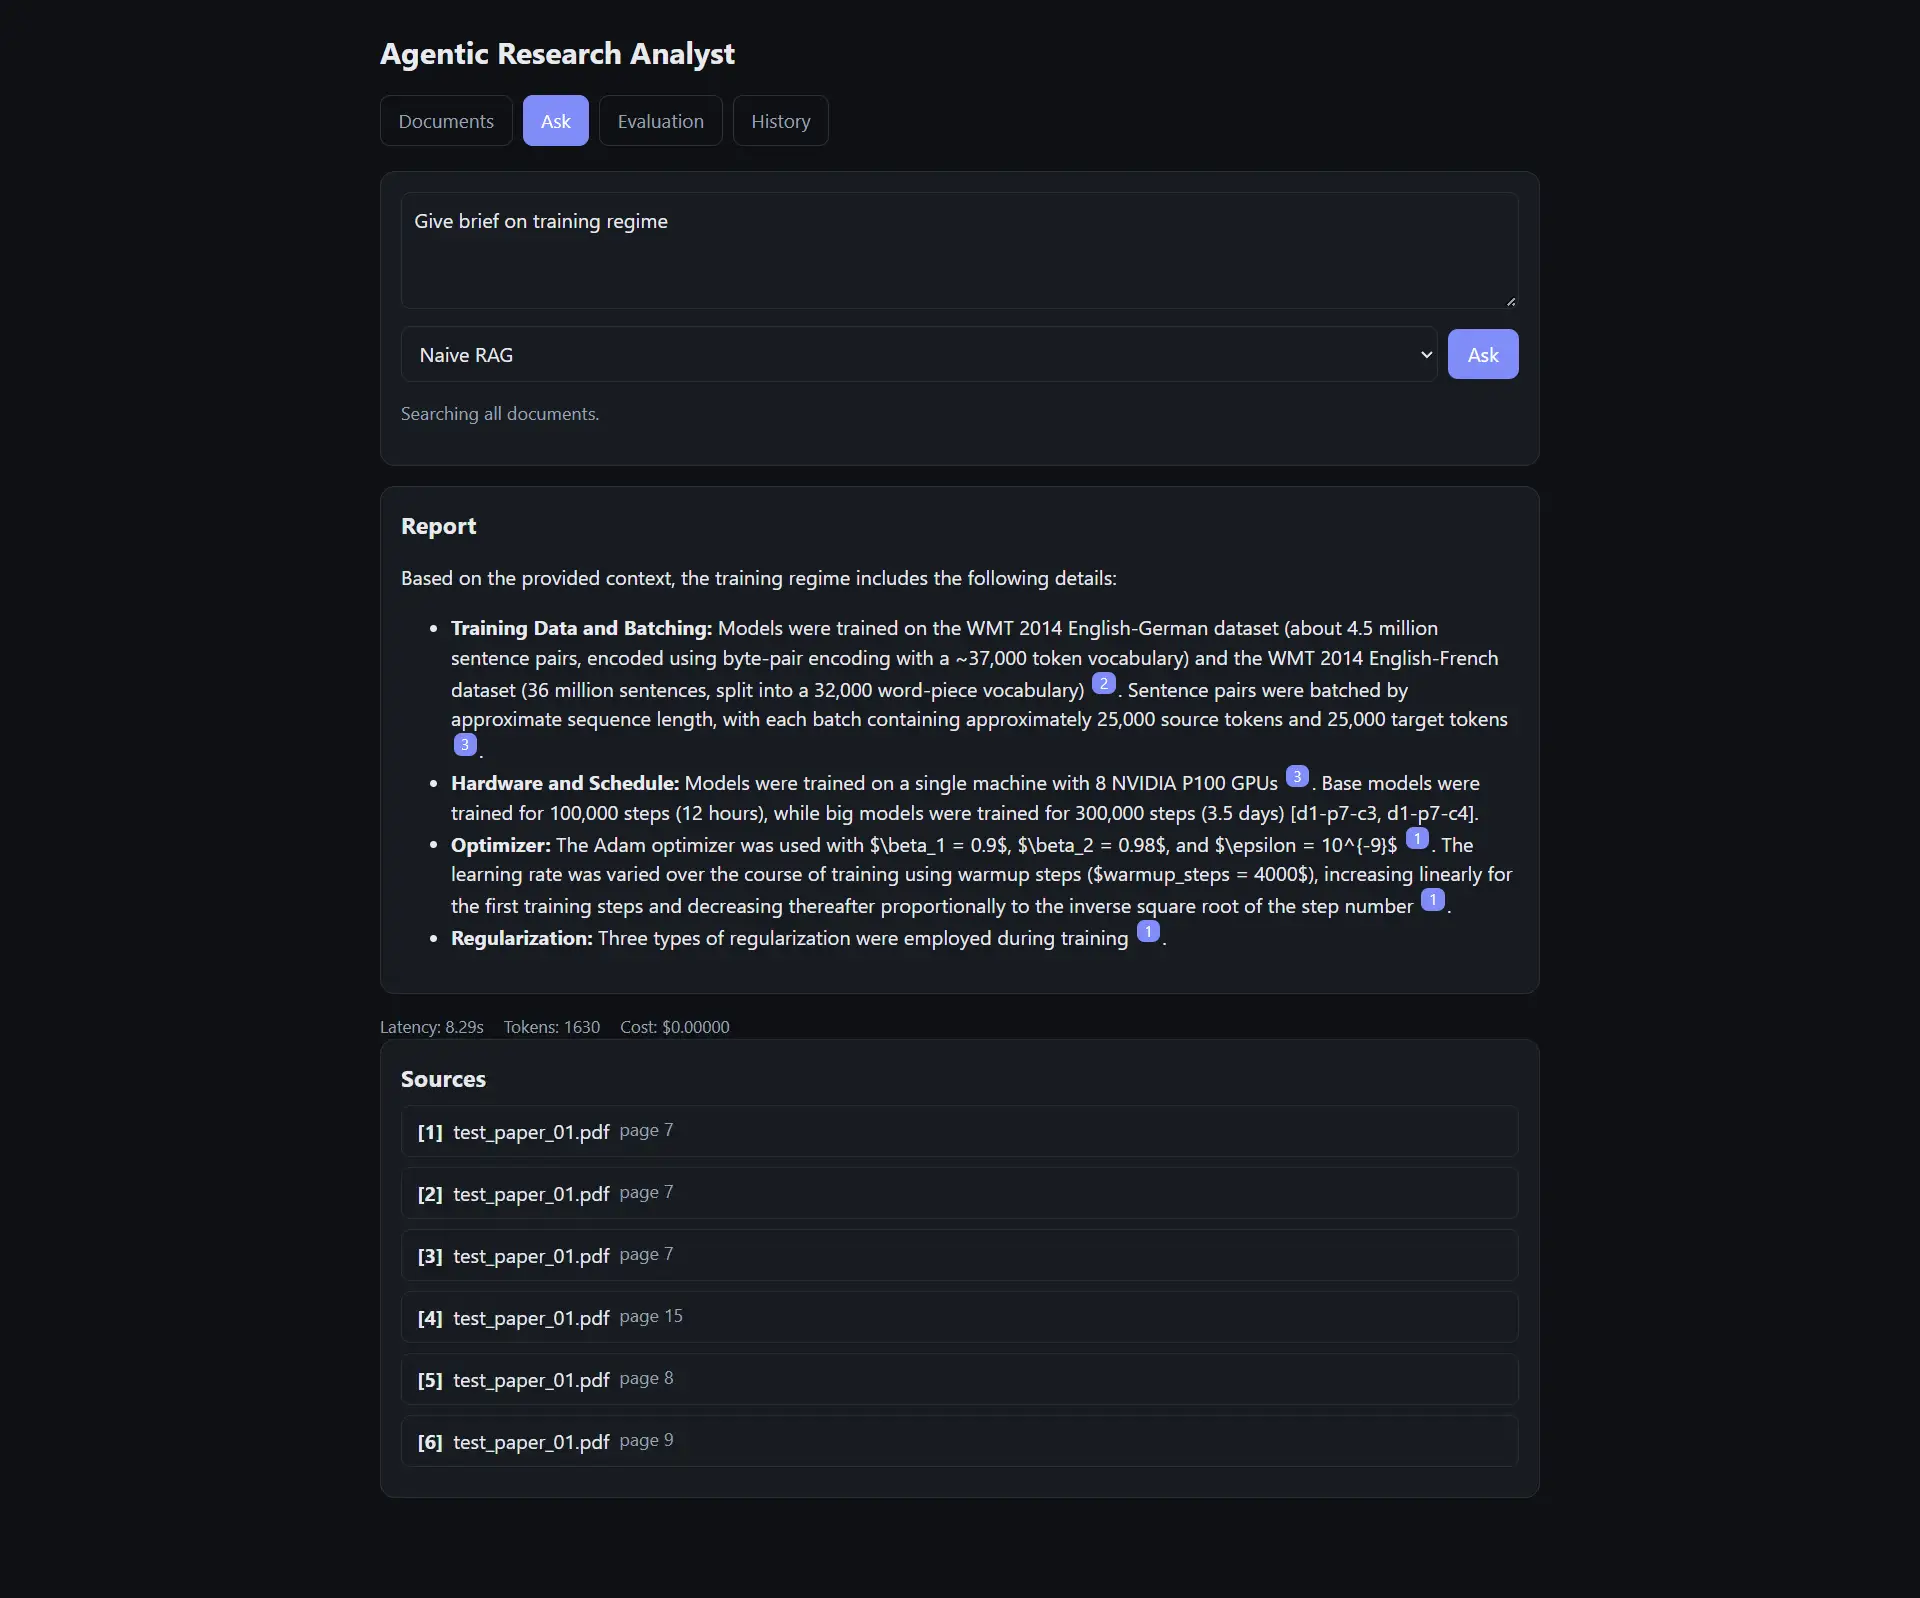 Agentic Research Analyst
Documents
Ask
Evaluation
History
Give brief on training regime
Naive RAG
Ask
Searching all documents.
Report
Based on the provided context, the training regime includes the following details:
• Training Data and Batching: Models were trained on the WMT 2014 English-German dataset (about 4.5 million
sentence pairs, encoded using byte-pair encoding with a ~37,000 token vocabulary) and the WMT 2014 English-French
dataset (36 million sentences, split into a 32,000 word-piece vocabulary) 2 . Sentence pairs were batched by
approximate sequence length, with each batch containing approximately 25,000 source tokens and 25,000 target tokens
3 .
• Hardware and Schedule: Models were trained on a single machine with 8 NVIDIA P100 GPUs 3 . Base models were
trained for 100,000 steps (12 hours), while big models were trained for 300,000 steps (3.5 days) [d1-p7-c3, d1-p7-c4].
• Optimizer: The Adam optimizer was used with $\beta_1 = 0.9$, $\beta_2 = 0.98$, and $\epsilon = 10^{-9}$ 1 . The
learning rate was varied over the course of training using warmup steps ($warmup_steps = 4000$), increasing linearly for
the first training steps and decreasing thereafter proportionally to the inverse square root of the step number 1 .
• Regularization: Three types of regularization were employed during training 1 .
Latency: 8.29s Tokens: 1630 Cost: $0.00000
Sources
[1] test_paper_01.pdf page 7
[2] test_paper_01.pdf page 7
[3] test_paper_01.pdf page 7
[4] test_paper_01.pdf page 15
[5] test_paper_01.pdf page 8
[6] test_paper_01.pdf page 9